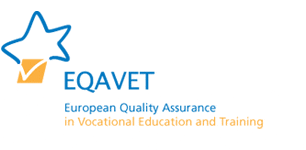 EQAVET
European Quality Assurance
in Vocational Education and Training